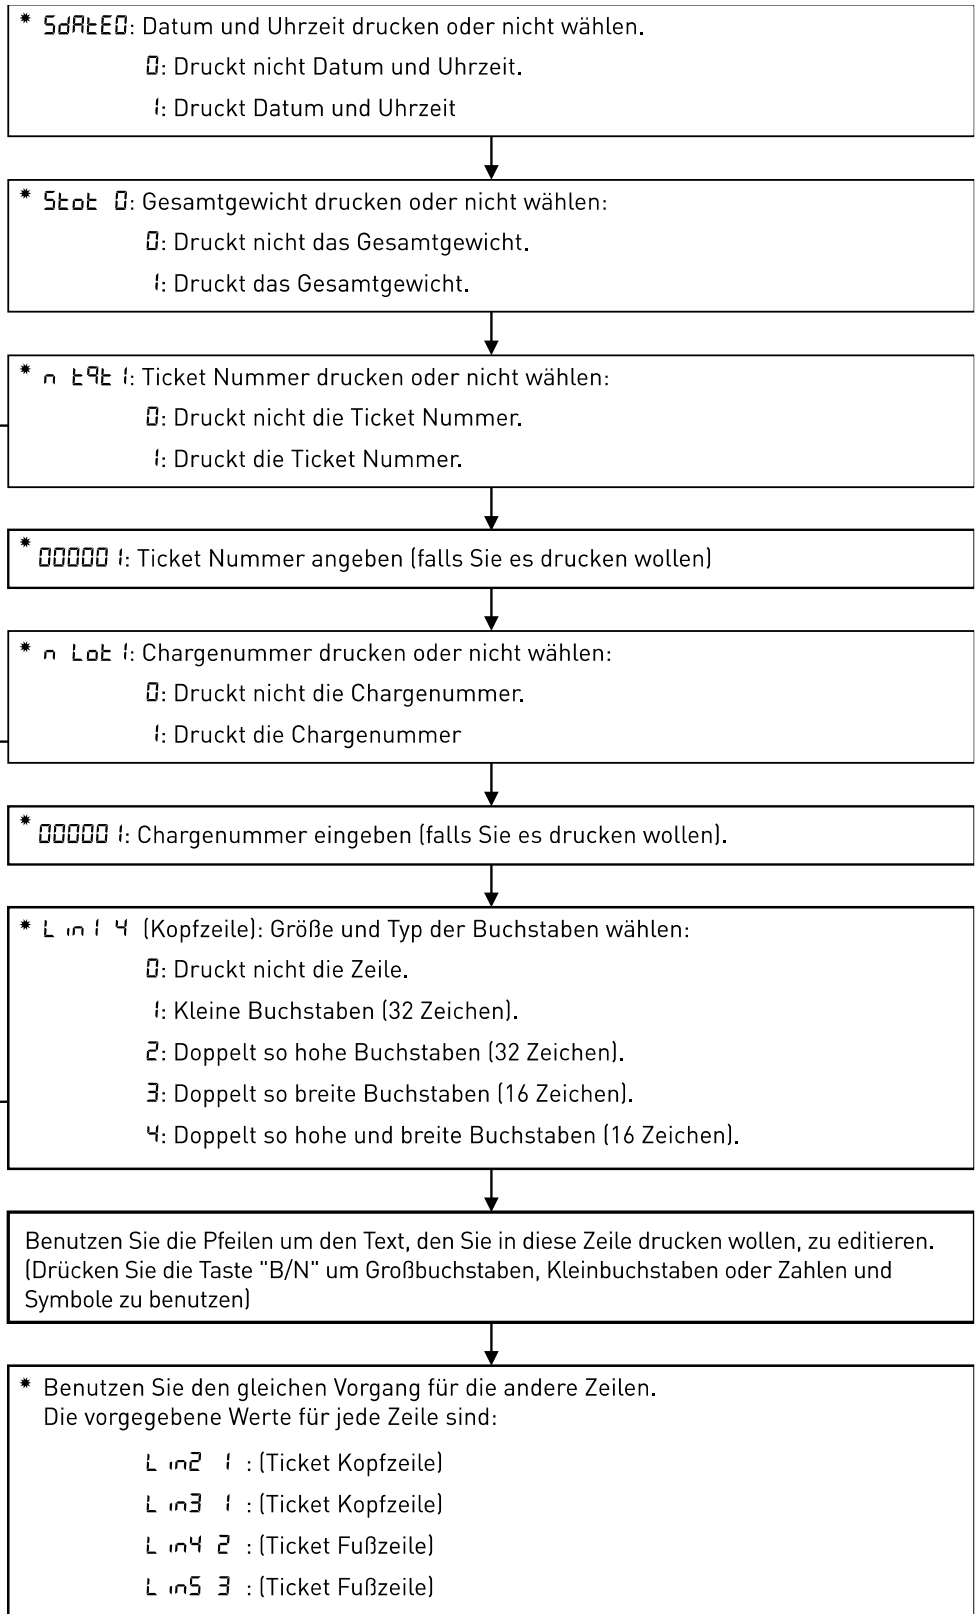 * SdAtE0: Datum und Uhrzeit drucken oder nicht wählen.
0: Druckt nicht Datum und Uhrzeit.
1: Druckt Datum und Uhrzeit
* Stot 0: Gesamtgewicht drucken oder nicht wählen:
0: Druckt nicht das Gesamtgewicht.
1: Druckt das Gesamtgewicht.
* n tqt 1: Ticket Nummer drucken oder nicht wählen:
0: Druckt nicht die Ticket Nummer.
1: Druckt die Ticket Nummer.
* 000001: Ticket Nummer angeben (falls Sie es drucken wollen)
* n Lot 1: Chargenummer drucken oder nicht wählen:
0: Druckt nicht die Chargenummer.
1: Druckt die Chargenummer
* 000001: Chargenummer eingeben (falls Sie es drucken wollen).
* Lin1 4 (Kopfzeile): Größe und Typ der Buchstaben wählen:
0: Druckt nicht die Zeile.
1: Kleine Buchstaben (32 Zeichen).
2: Doppelt so hohe Buchstaben (32 Zeichen).
3: Doppelt so breite Buchstaben (16 Zeichen).
4: Doppelt so hohe und breite Buchstaben (16 Zeichen).
Benutzen Sie die Pfeilen um den Text, den Sie in diese Zeile drucken wollen, zu editieren.
(Drücken Sie die Taste "B/N" um Großbuchstaben, Kleinbuchstaben oder Zahlen und
Symbole zu benutzen)
* Benutzen Sie den gleichen Vorgang für die andere Zeilen.
Die vorgegebene Werte für jede Zeile sind:
Lin2 1 : (Ticket Kopfzeile)
Lin3 1 : (Ticket Kopfzeile)
Lin4 2 : (Ticket Fußzeile)
Lin5 3 : (Ticket Fußzeile)